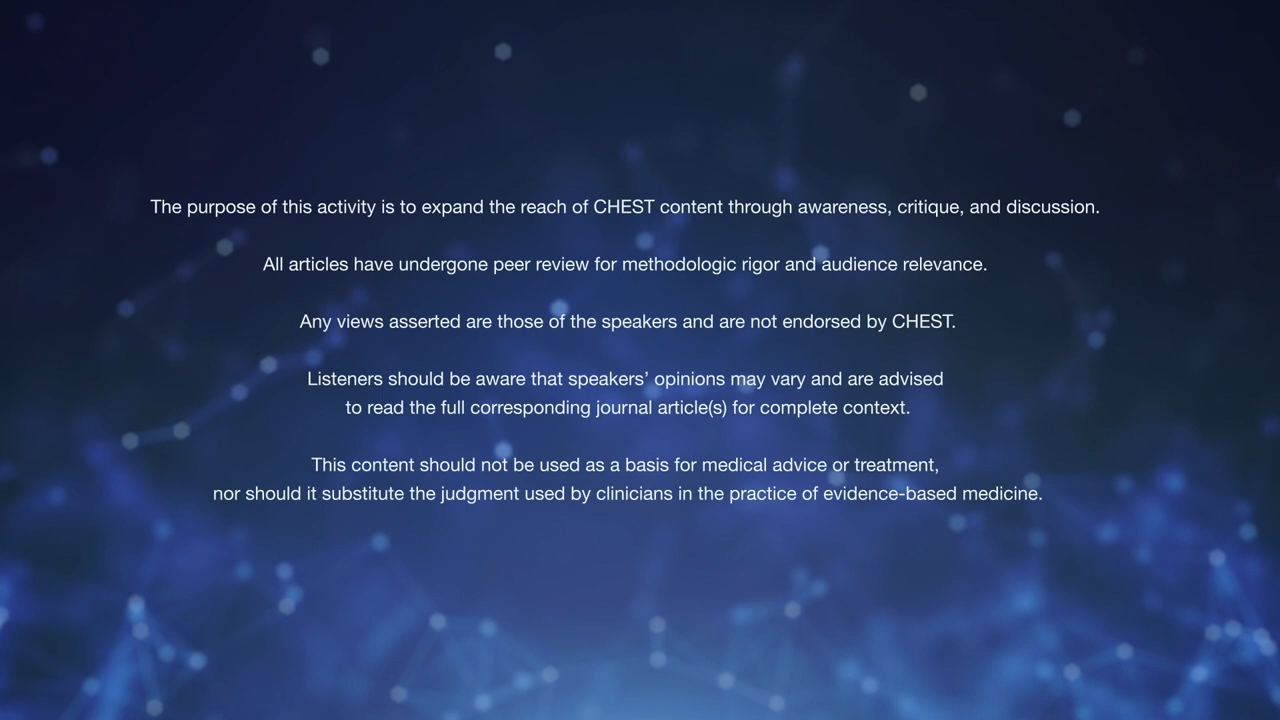 The purpose of this activity is to expand the reach of CHEST content through awareness, critique, and discussion.
All articles have undergone peer review for methodologic rigor and audience relevance.
Any views asserted are those of the speakers and are not endorsed by CHEST.
Listeners should be aware that speakers’ opinions may vary and are advised
to read the full corresponding journal article(s) for complete context.
This content should not be used as a basis for medical advice or treatment,
nor should it substitute the judgment used by clinicians in the practice of evidence-based medicine.